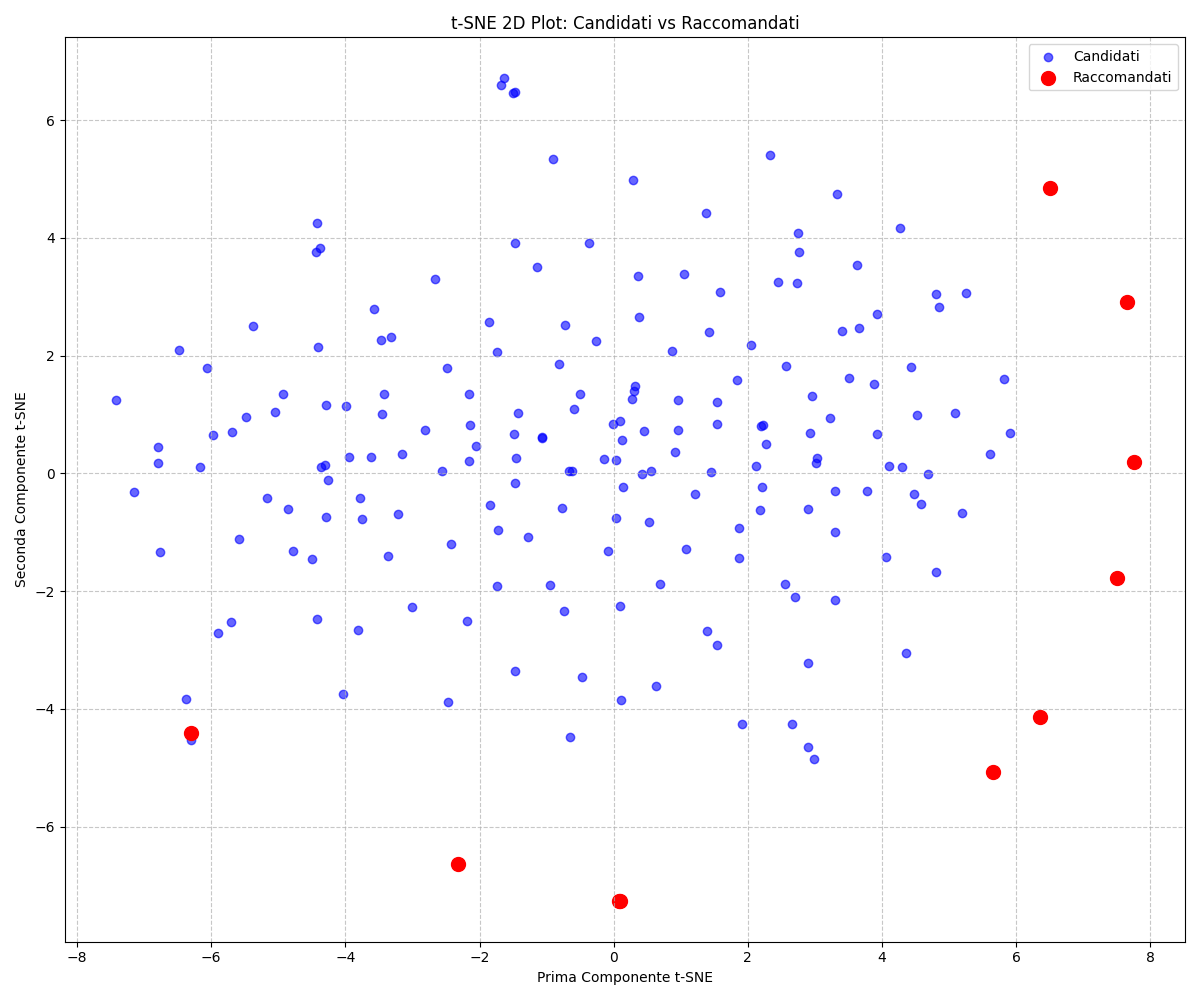 t-SNE 2D Plot: Candidati vs Raccomandati
Candidati
Raccomandati
6
4
2
0
−2
−4
−6
Seconda Componente t-SNE
−8 −6 −4 −2 0 2 4 6 8
Prima Componente t-SNE